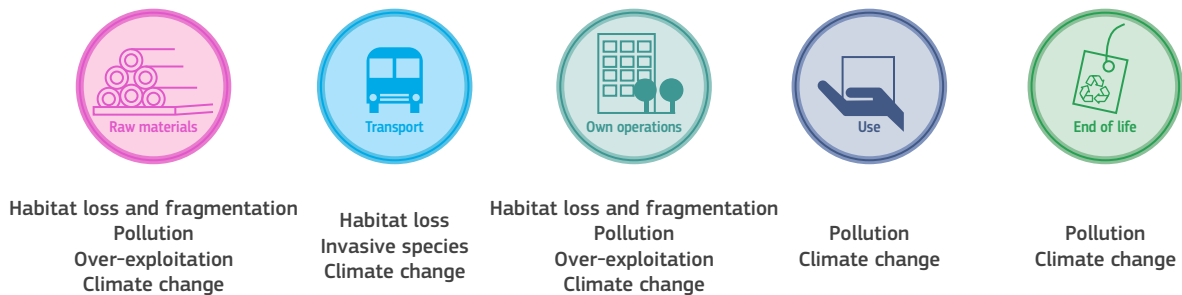 Raw materials
Transport
Own operations
Use
End of life
Habitat loss and fragmentation
Pollution
Over-exploitation
Climate change
Habitat loss
Invasive species
Climate change
Habitat loss and fragmentation
Pollution
Over-exploitation
Climate change
Pollution
Climate change
Pollution
Climate change